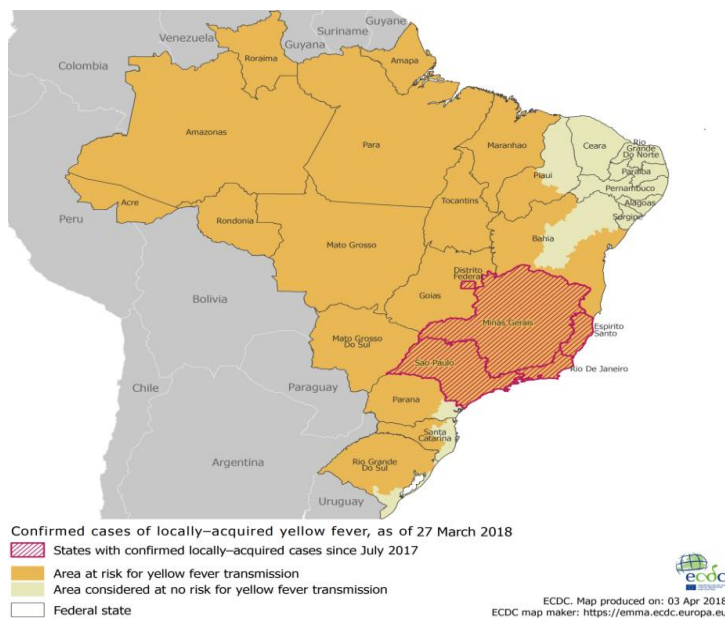 Guyane
Suriname
Venezuela
Guyana
Colombia
Roraima
Amapa
Amazonas
Para
Maranhao
Ceara
Rio
Grande
Do Norte
Paraiba
Piaui
Pernambuco
Alagoas
Sergipe
Acre
Peru
Rondonia
Tocantins
Bahia
Mato Grosso
Distrito
Federal
Goias
Bolivia
Minas Gerais
Espirito
Santo
Mato Grosso
Do Sul
Sao Paulo
Rio De Janeiro
Chile
Paraguay
Parana
Santa
Catarina
Argentina
Rio Grande
Do Sul
Uruguay
Confirmed cases of locally–acquired yellow fever, as of 27 March 2018
States with confirmed locally–acquired cases since July 2017
Area at risk for yellow fever transmission
Area considered at no risk for yellow fever transmission
Federal state
ecdc
ECDC. Map produced on: 03 Apr 2018
ECDC map maker: https://emma.ecdc.europa.eu